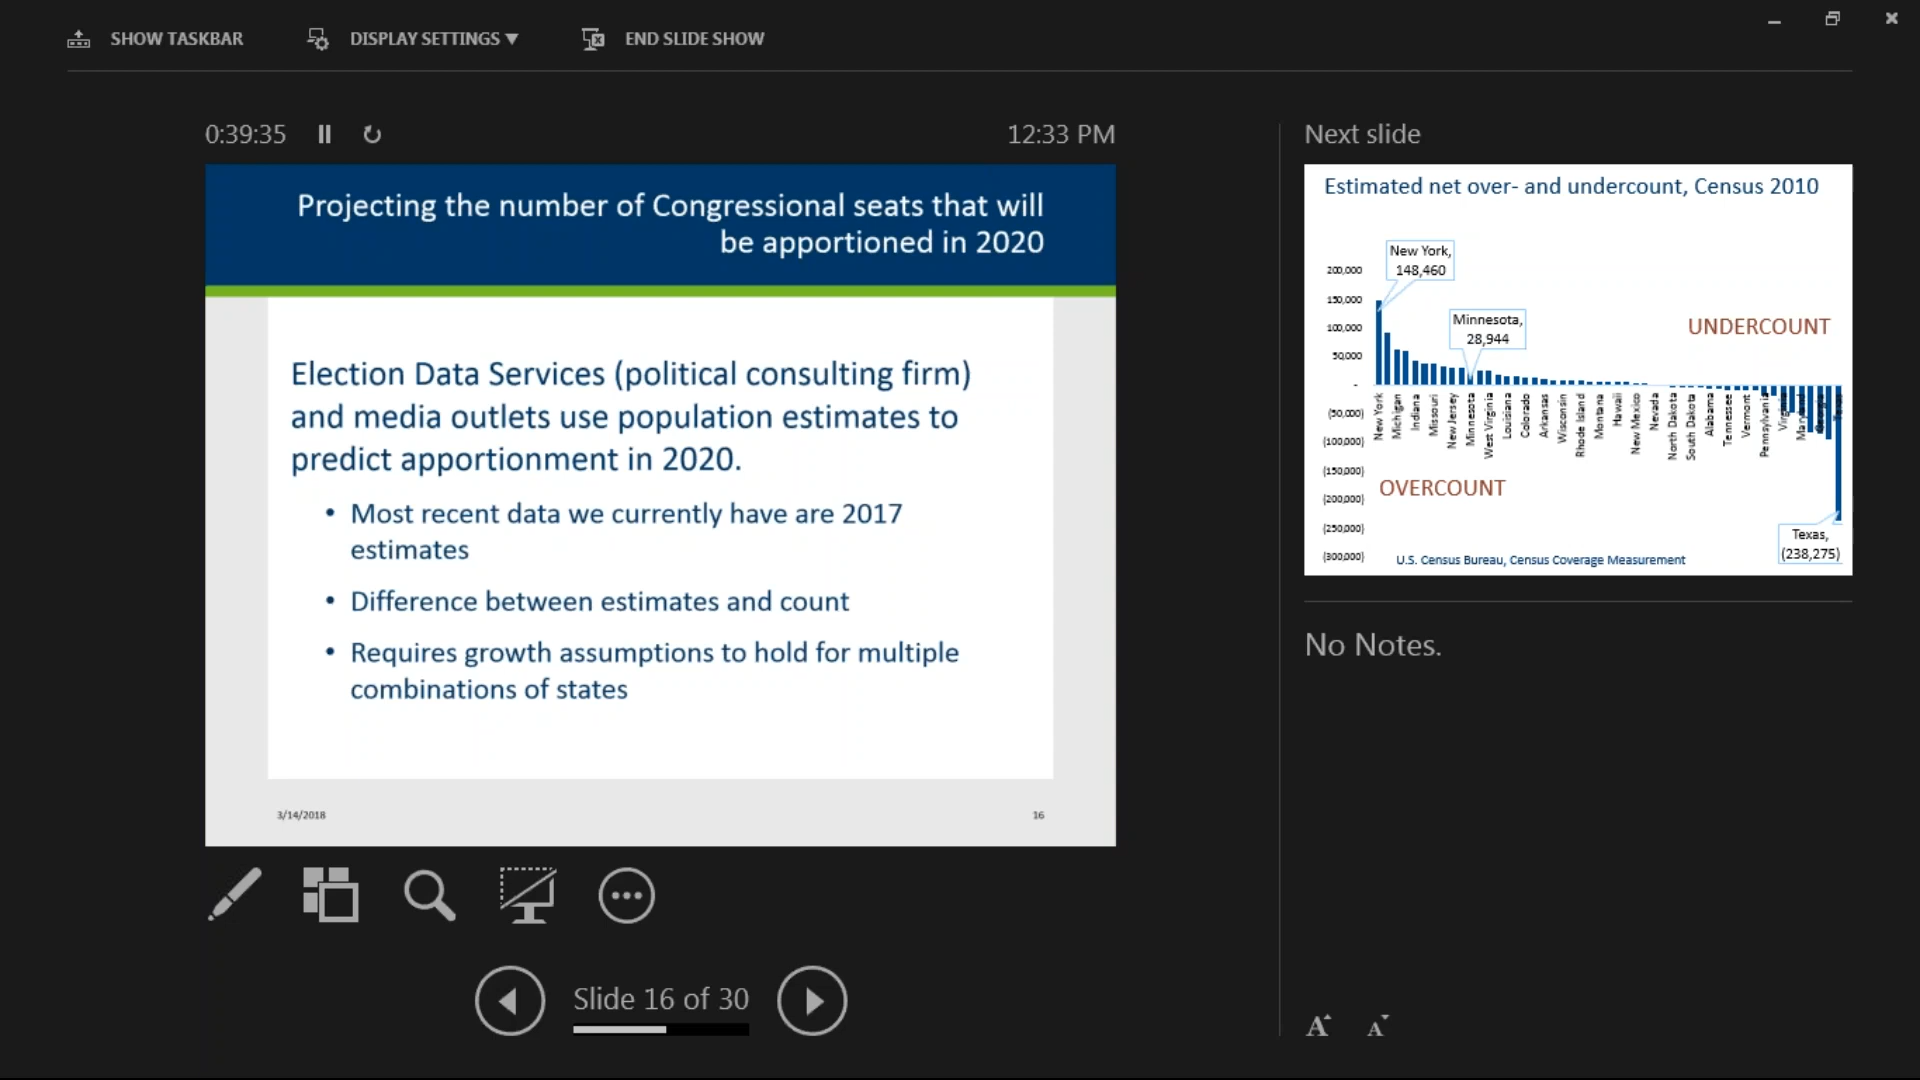 SHOW TASKBAR
DISPLAY SETTINGS ▼
END SLIDE SHOW
0:39:35
12:33 PM
Projecting the number of Congressional seats that will
be apportioned in 2020
Election Data Services (political consulting firm)
and media outlets use population estimates to
predict apportionment in 2020.
• Most recent data we currently have are 2017
estimates
• Difference between estimates and count
• Requires growth assumptions to hold for multiple
combinations of states
3/14/2018
16
Slide 16 of 30
Next slide
Estimated net over- and undercount, Census 2010
New York,
148,460
Minnesota,
28,944
UNDERCOUNT
200,000
150,000
100,000
50,000
-
(50,000)
(100,000)
(150,000)
(200,000)
(250,000)
(300,000)
New York
Michigan
Indiana
Missouri
New Jersey
Minnesota
West Virginia
Louisiana
Colorado
Arkansas
Wisconsin
Rhode Island
Montana
Hawaii
New Mexico
Nevada
North Dakota
South Dakota
Alabama
Tennessee
Vermont
Pennsylvania
OVERCOUNT
Texas,
(238,275)
U.S. Census Bureau, Census Coverage Measurement
No Notes.
A
A